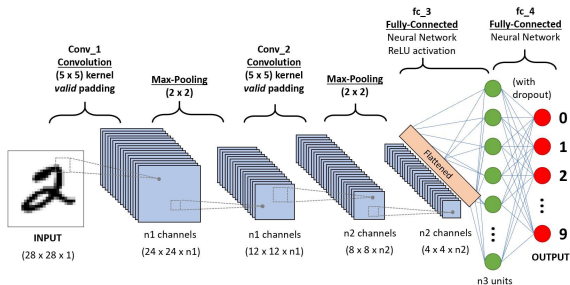 fc_3
Fully-Connected
Neural Network
ReLU activation
fc_4
Fully-Connected
Neural Network
Conv_1
Convolution
(5 x 5) kernel
valid padding
Max-Pooling
(2 x 2)
Conv_2
Convolution
(5 x 5) kernel
valid padding
Max-Pooling
(2 x 2)
(with
dropout)
0
1
2
9
Flattened
2
INPUT
(28 x 28 x 1)
n1 channels
(24 x 24 x n1)
n1 channels
(12 x 12 x n1)
n2 channels
(8 x 8 x n2)
n2 channels
(4 x 4 x n2)
OUTPUT
n3 units